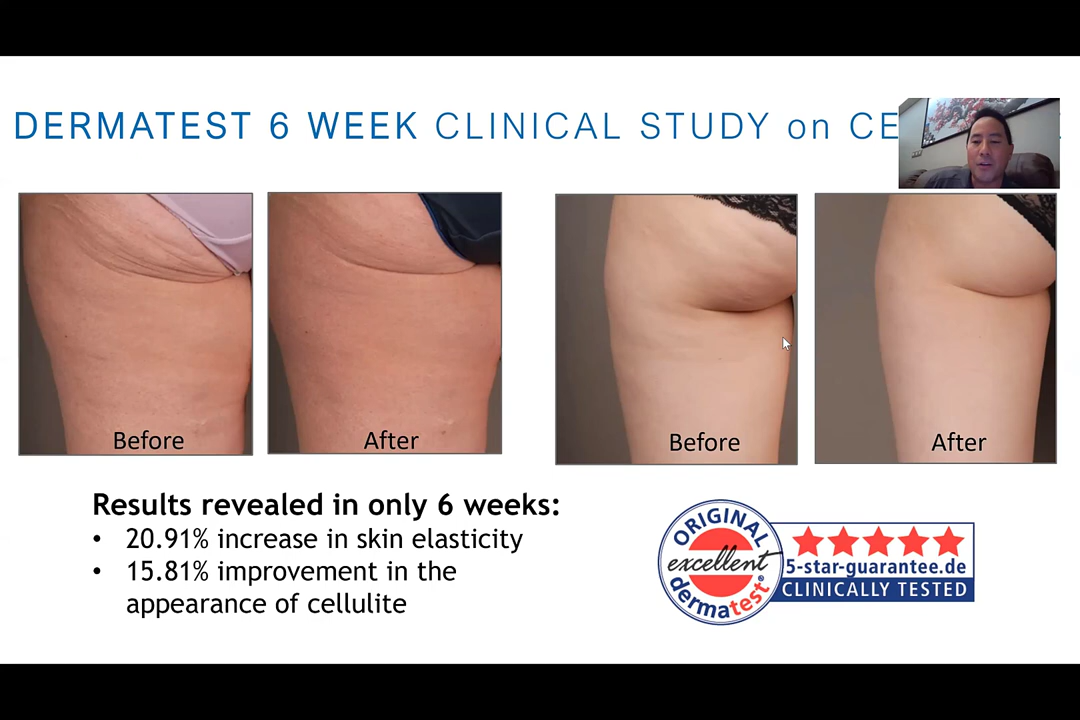 DERMATEST 6 WEEK CLINICAL STUDY on
Before
After
Before
After
Results revealed in only 6 weeks:
• 20.91% increase in skin elasticity
• 15.81% improvement in the
appearance of cellulite
ORIGINAL
excellent
dermatest®
5-star-guarantee.de
CLINICALLY TESTED